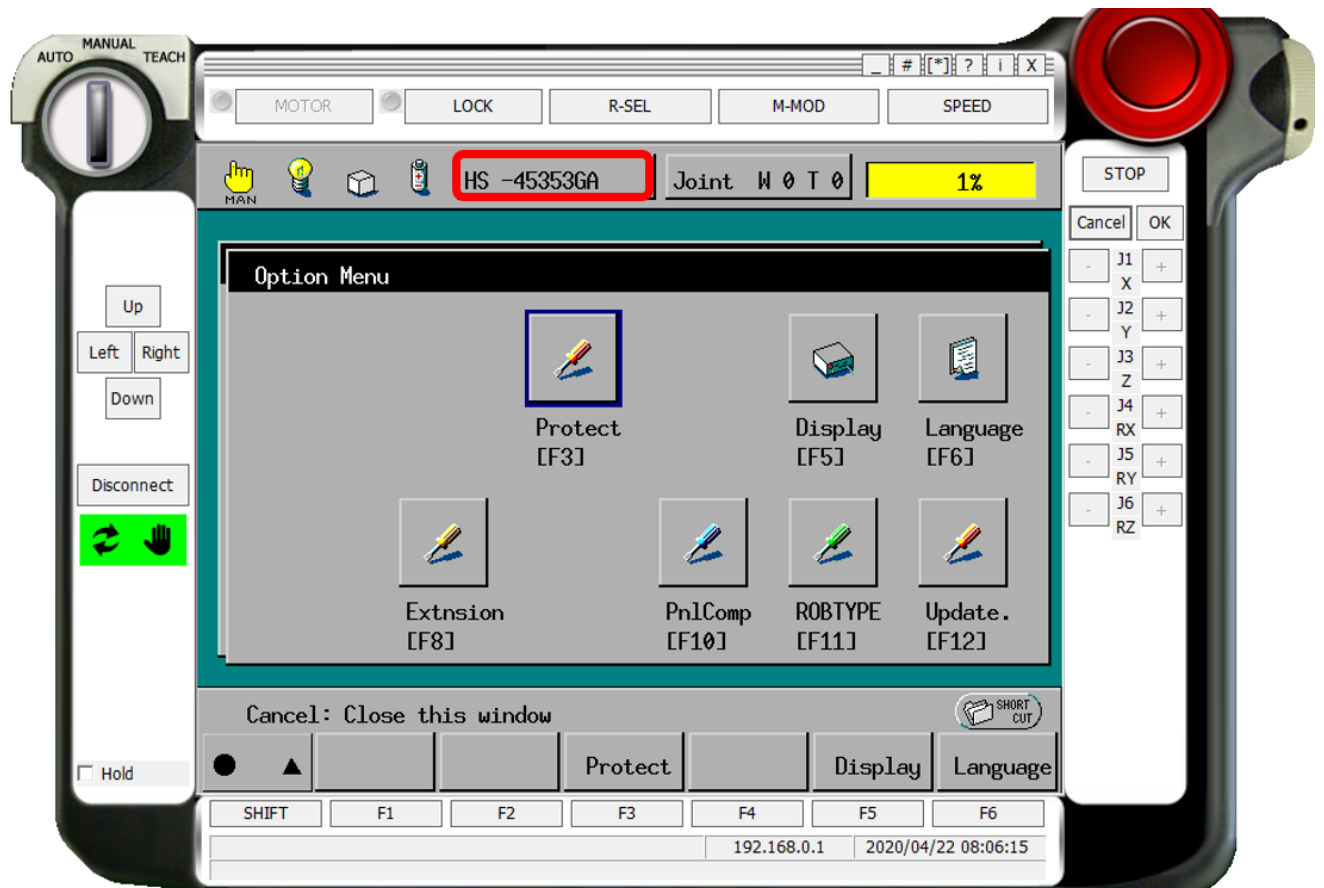 AUTO MANUAL TEACH
_ # [*] ? i X
MOTOR LOCK R-SEL M-MOD SPEED
MAN HS -45353GA Joint W 0 T 0 1%
STOP
Cancel OK
Option Menu
- J1 +
X
- J2 +
Y
- J3 +
Z
- J4 +
RX
- J5 +
RY
- J6 +
RZ
Up
Left Right
Down
Disconnect
Hold
Protect Display Language
[F3] [F5] [F6]
Extnsion PnlComp ROBTYPE Update.
[F8] [F10] [F11] [F12]
Cancel: Close this window SHORT
CUT
Protect Display Language
SHIFT F1 F2 F3 F4 F5 F6
192.168.0.1 2020/04/22 08:06:15